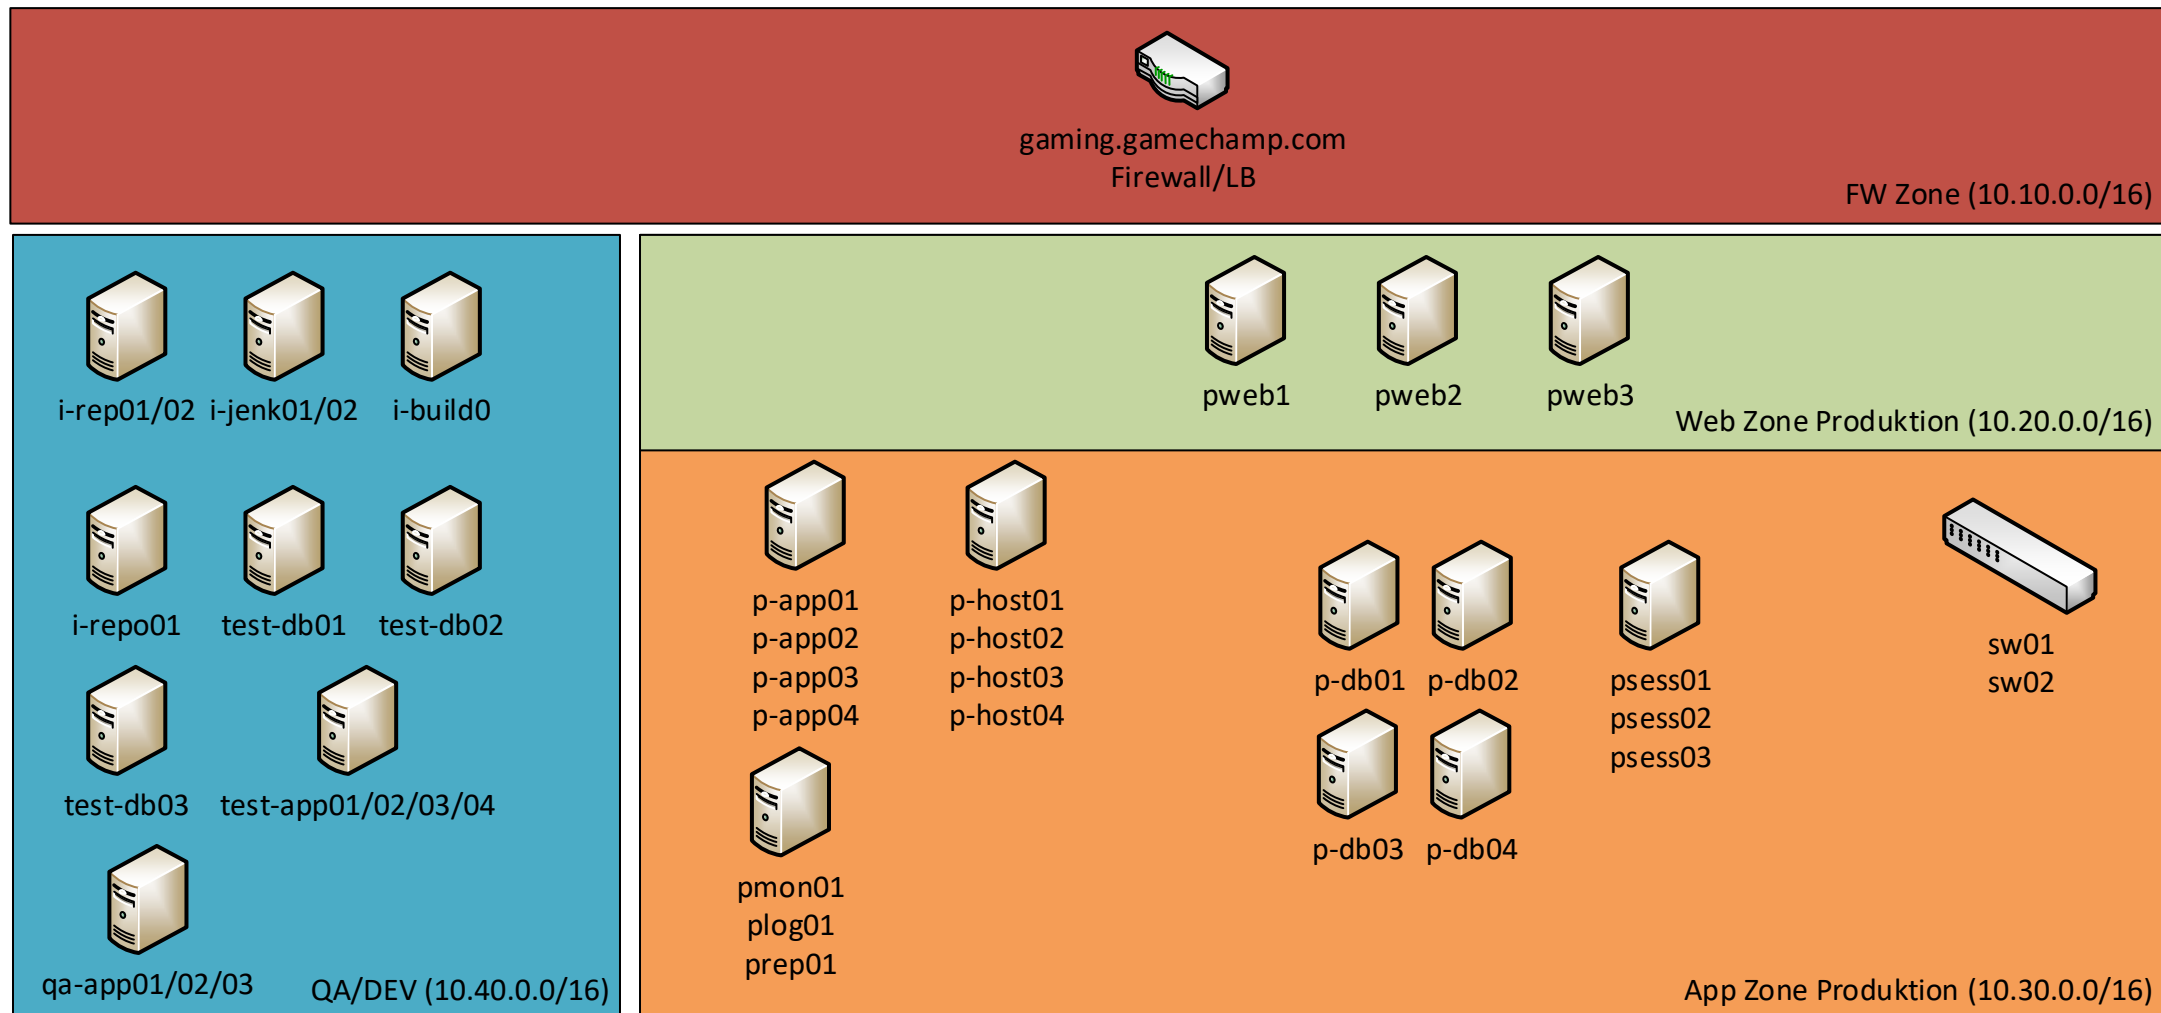 gaming.gamechamp.com
Firewall/LB
FW Zone (10.10.0.0/16)
i-rep01/02
i-jenk01/02
i-build0
i-repo01
test-db01
test-db02
test-db03
test-app01/02/03/04
qa-app01/02/03
QA/DEV (10.40.0.0/16)
pweb1
pweb2
pweb3
Web Zone Produktion (10.20.0.0/16)
p-app01
p-app02
p-app03
p-app04
p-host01
p-host02
p-host03
p-host04
pmon01
plog01
prep01
p-db01
p-db02
p-db03
p-db04
psess01
psess02
psess03
sw01
sw02
App Zone Produktion (10.30.0.0/16)